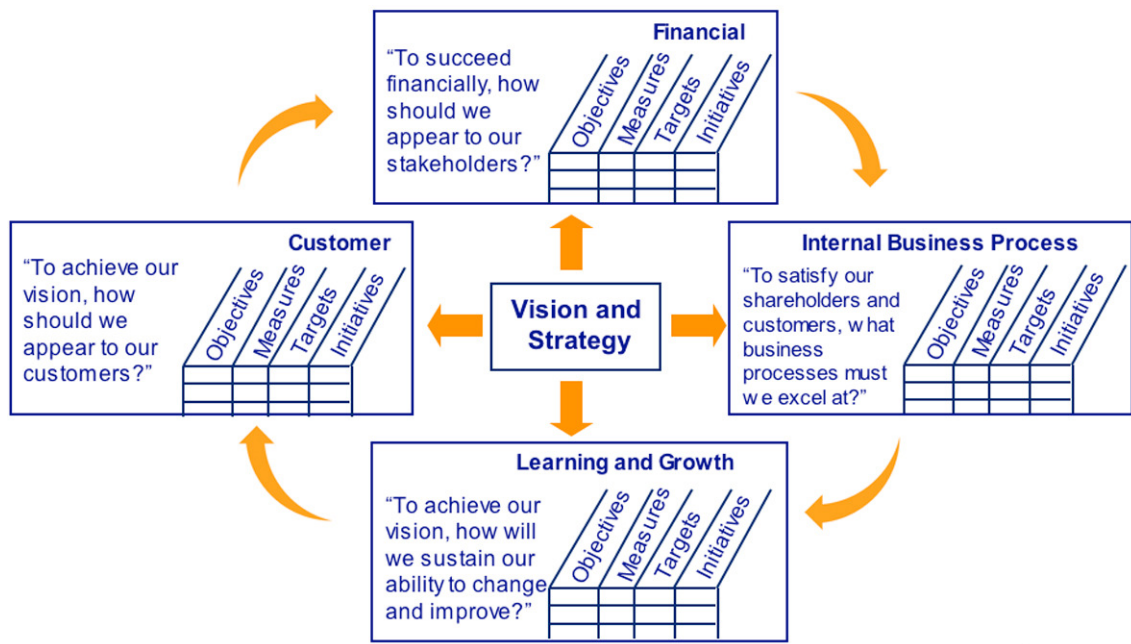 Financial
“To succeed
financially, how
should we
appear to our
stakeholders?”
Objectives
Measures
Targets
Initiatives
Customer
“To achieve our
vision, how
should we
appear to our
customers?”
Objectives
Measures
Targets
Initiatives
Vision and
Strategy
Internal Business Process
“To satisfy our
shareholders and
customers, what
business
processes must
we excel at?”
Objectives
Measures
Targets
Initiatives
Learning and Growth
“To achieve our
vision, how will
we sustain our
ability to change
and improve?”
Objectives
Measures
Targets
Initiatives